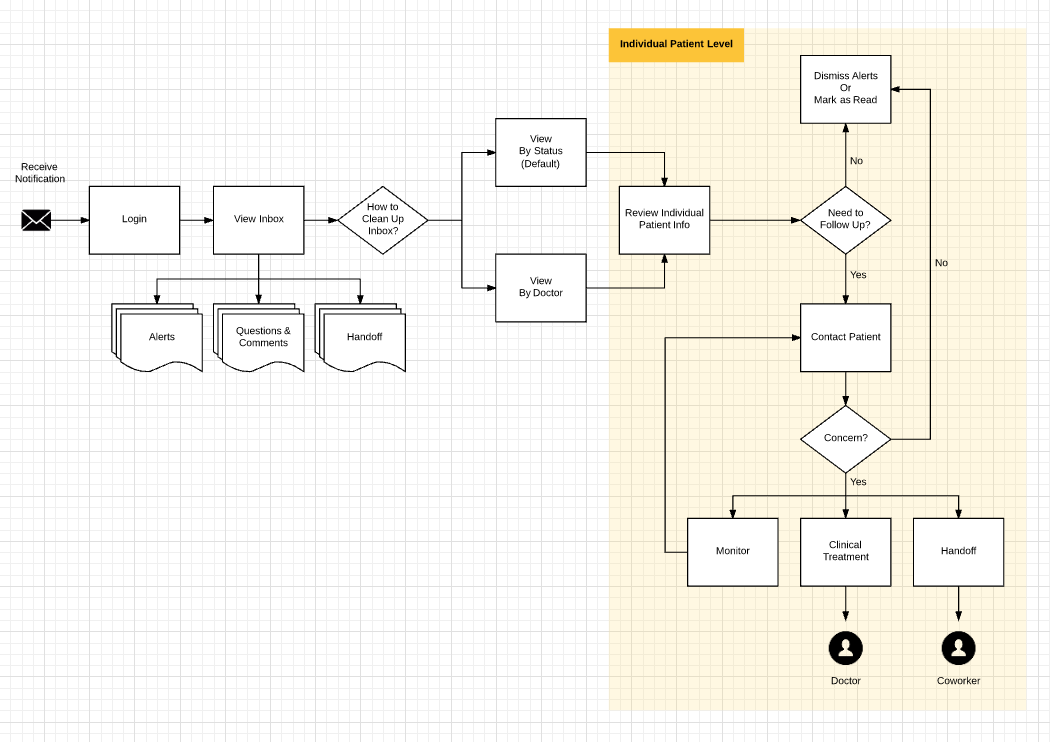 Individual Patient Level
Dismiss Alerts
Or
Mark as Read
View
By Status
(Default)
No
Receive
Notification
Login
View Inbox
How to
Clean Up
Inbox?
Review Individual
Patient Info
Need to
Follow Up?
No
Yes
View
By Doctor
Alerts
Questions &
Comments
Handoff
Contact Patient
Concern?
Yes
Monitor
Clinical
Treatment
Handoff
Doctor
Coworker